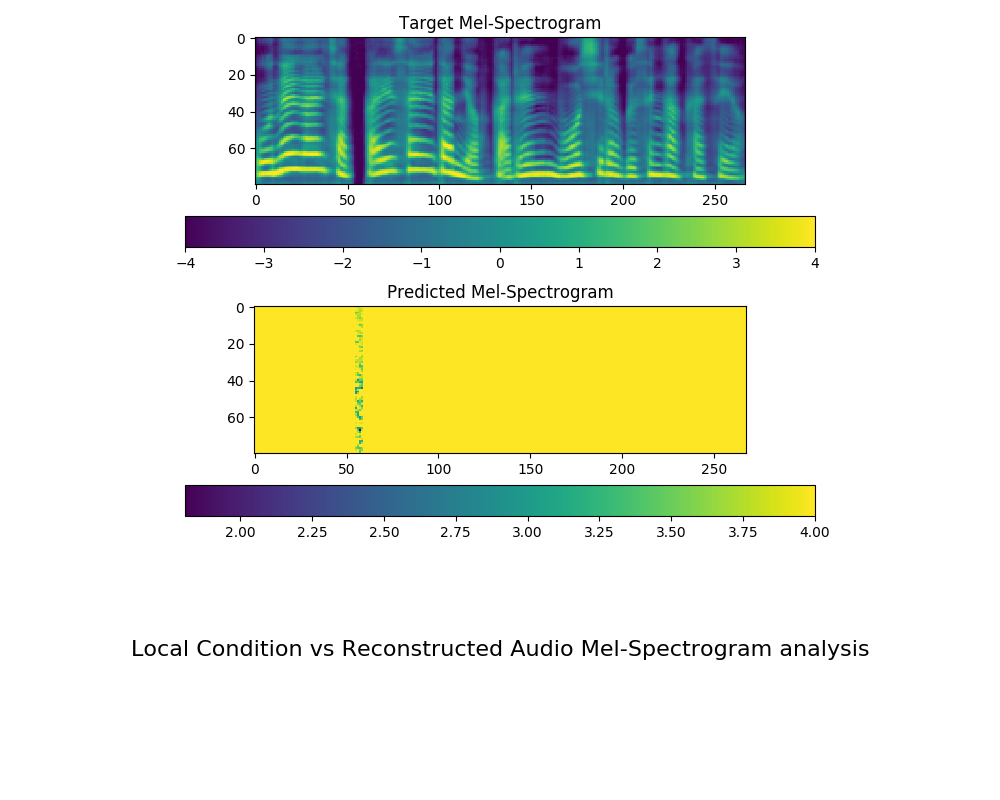 Target Mel-Spectrogram
0
20
40
60
0 50 100 150 200 250
−4 −3 −2 −1 0 1 2 3 4
Predicted Mel-Spectrogram
0
20
40
60
0 50 100 150 200 250
2.00 2.25 2.50 2.75 3.00 3.25 3.50 3.75 4.00
Local Condition vs Reconstructed Audio Mel-Spectrogram analysis